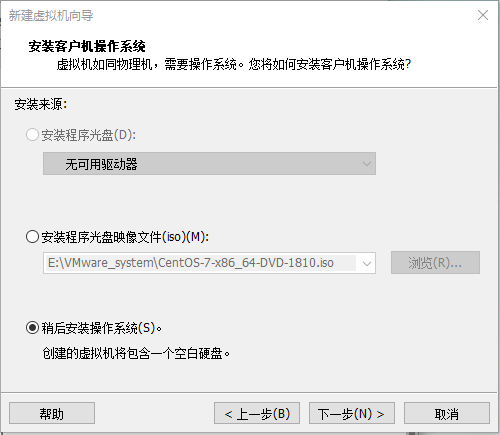 新建虚拟机向导
安装客户机操作系统
虚拟机如同物理机，需要操作系统。您将如何安装客户机操作系统?
安装来源:
安装程序光盘(D):
无可用驱动器
安装程序光盘映像文件(iso)(M):
E:\VMware_system\CentOS-7-x86_64-DVD-1810.iso
浏览(R)...
稍后安装操作系统(S)。
创建的虚拟机将包含一个空白硬盘。
帮助
< 上一步(B)
下一步(N) >
取消